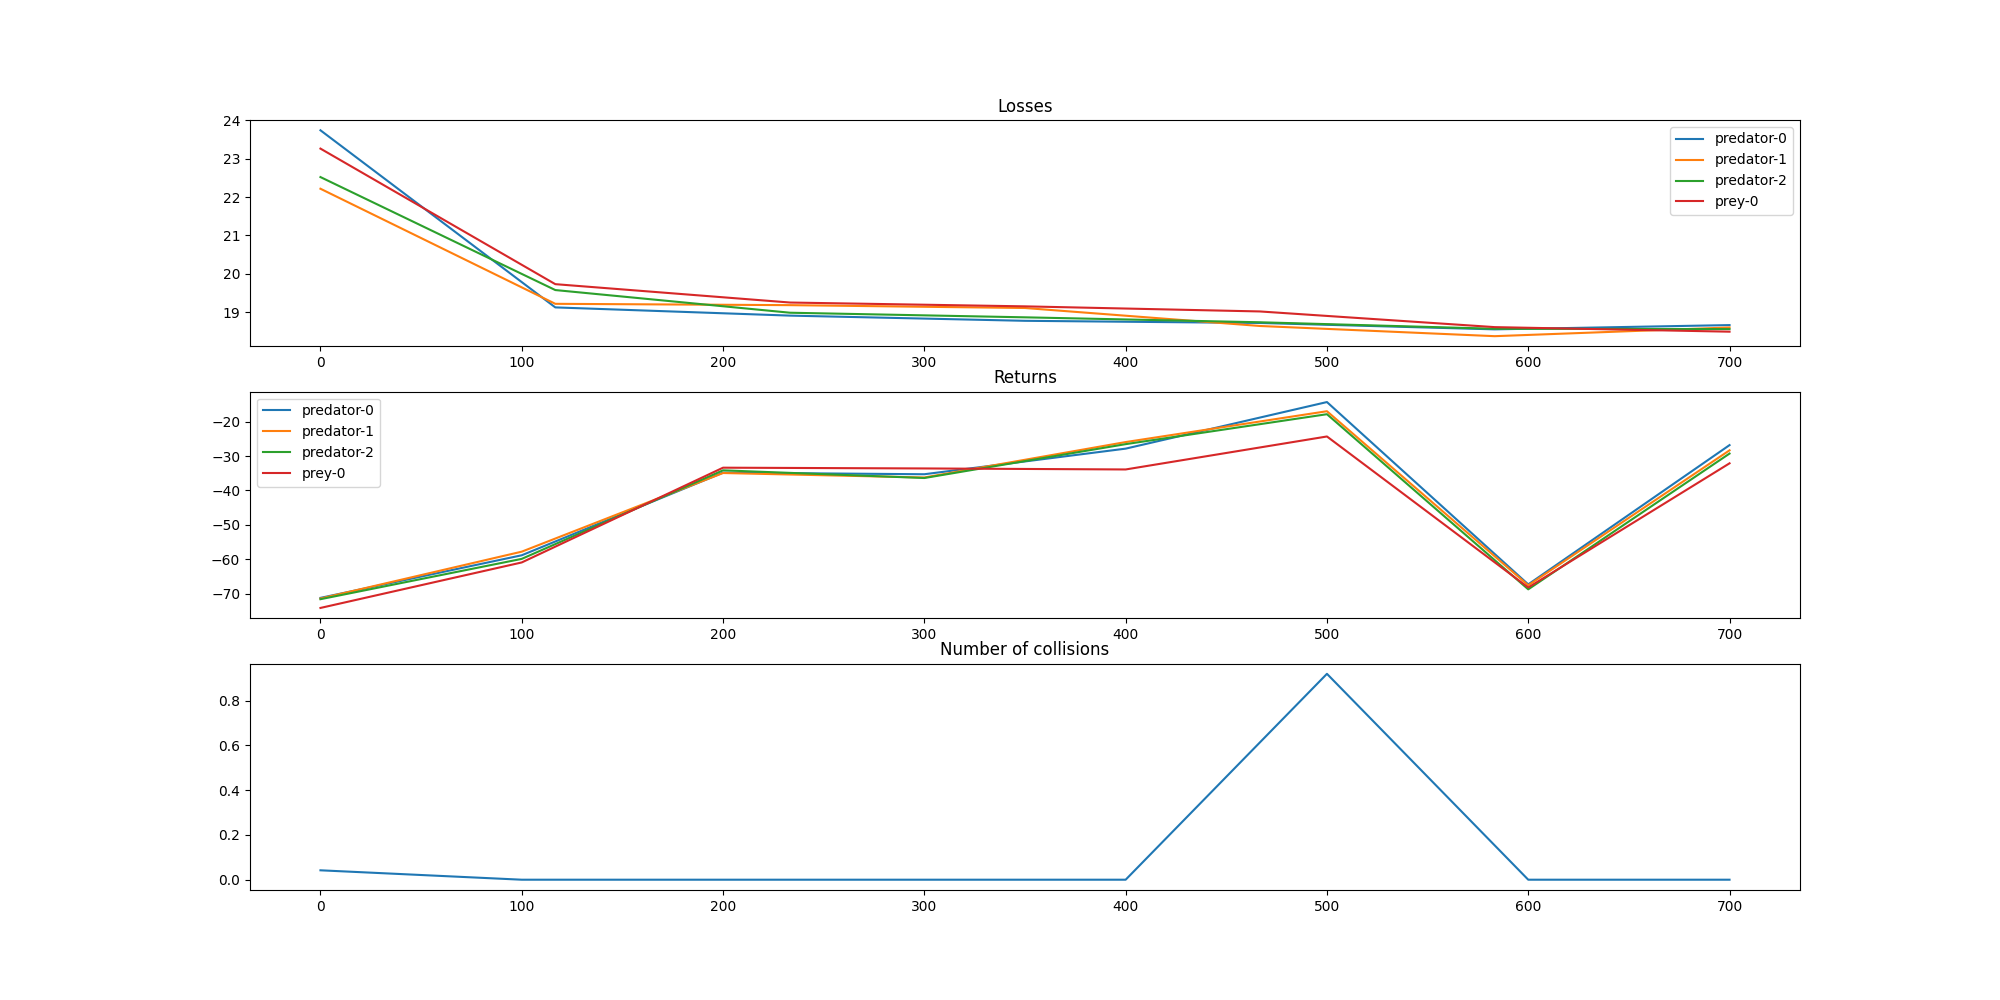 Losses
24
23
22
21
20
19
predator-0
predator-1
predator-2
prey-0
0 100 200 300 400 500 600 700
Returns
−20
−30
−40
−50
−60
−70
predator-0
predator-1
predator-2
prey-0
0 100 200 300 400 500 600 700
Number of collisions
0.8
0.6
0.4
0.2
0.0
0 100 200 300 400 500 600 700